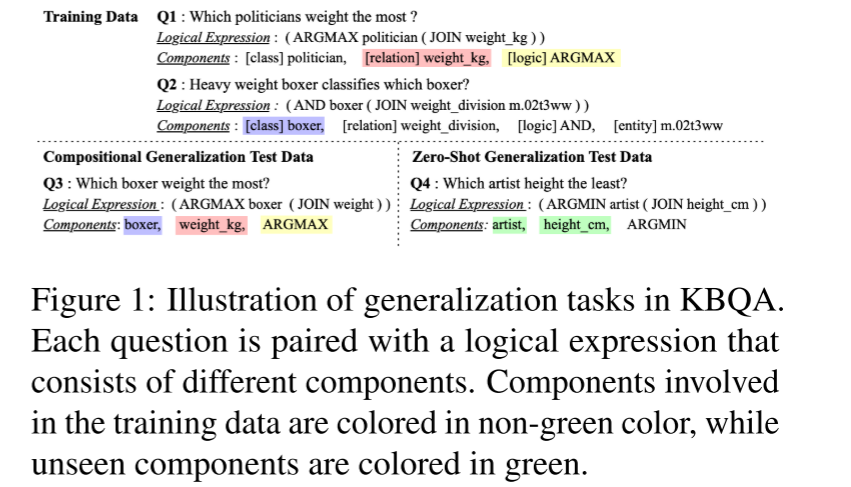 Training Data Q1 : Which politicians weight the most ?
Logical Expression : ( ARGMAX politician ( JOIN weight_kg ) )
Components : [class] politician, [relation] weight_kg, [logic] ARGMAX
Q2 : Heavy weight boxer classifies which boxer?
Logical Expression : ( AND boxer ( JOIN weight_division m.02t3ww ) )
Components : [class] boxer, [relation] weight_division, [logic] AND, [entity] m.02t3ww
Compositional Generalization Test Data
Q3 : Which boxer weight the most?
Logical Expression : ( ARGMAX boxer ( JOIN weight ) )
Components: boxer, weight_kg, ARGMAX
Zero-Shot Generalization Test Data
Q4 : Which artist height the least?
Logical Expression : ( ARGMIN artist ( JOIN height_cm ) )
Components: artist, height_cm, ARGMIN
Figure 1: Illustration of generalization tasks in KBQA.
Each question is paired with a logical expression that
consists of different components. Components involved
in the training data are colored in non-green color, while
unseen components are colored in green.